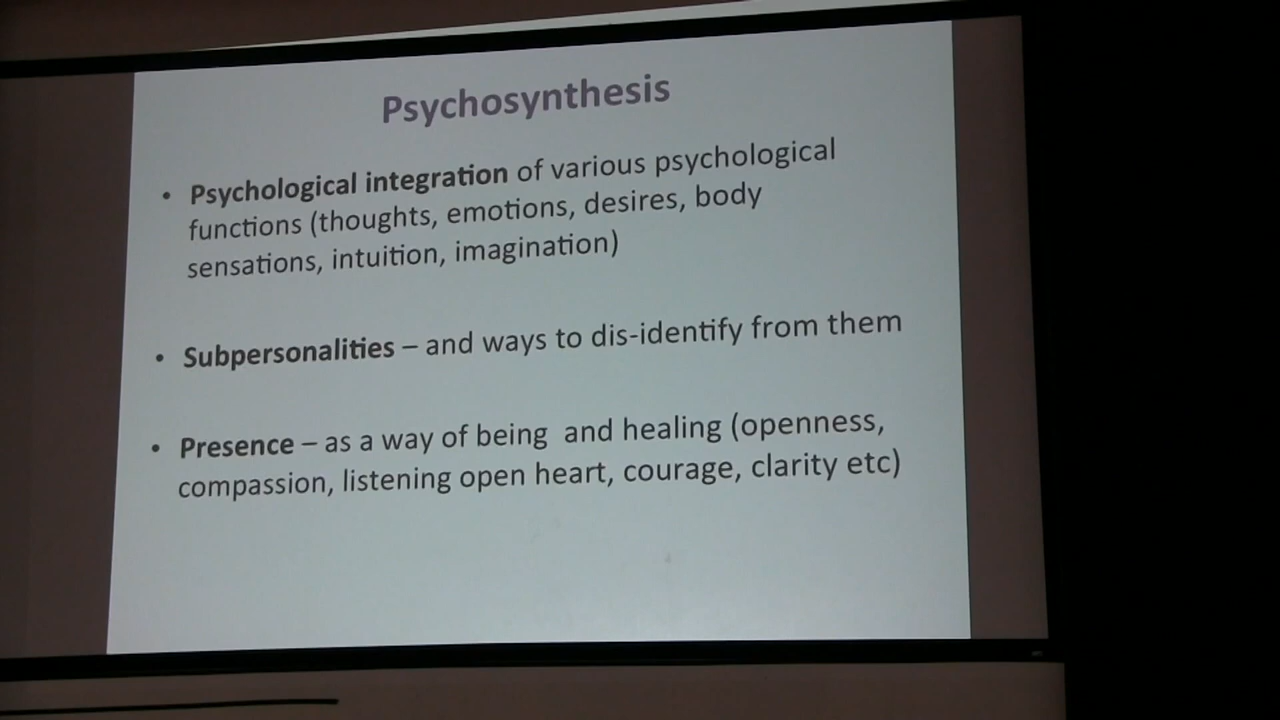 Psychosynthesis
• Psychological integration of various psychological
functions (thoughts, emotions, desires, body
sensations, intuition, imagination)
• Subpersonalities – and ways to dis-identify from them
• Presence – as a way of being  and healing (openness,
compassion, listening open heart, courage, clarity etc)